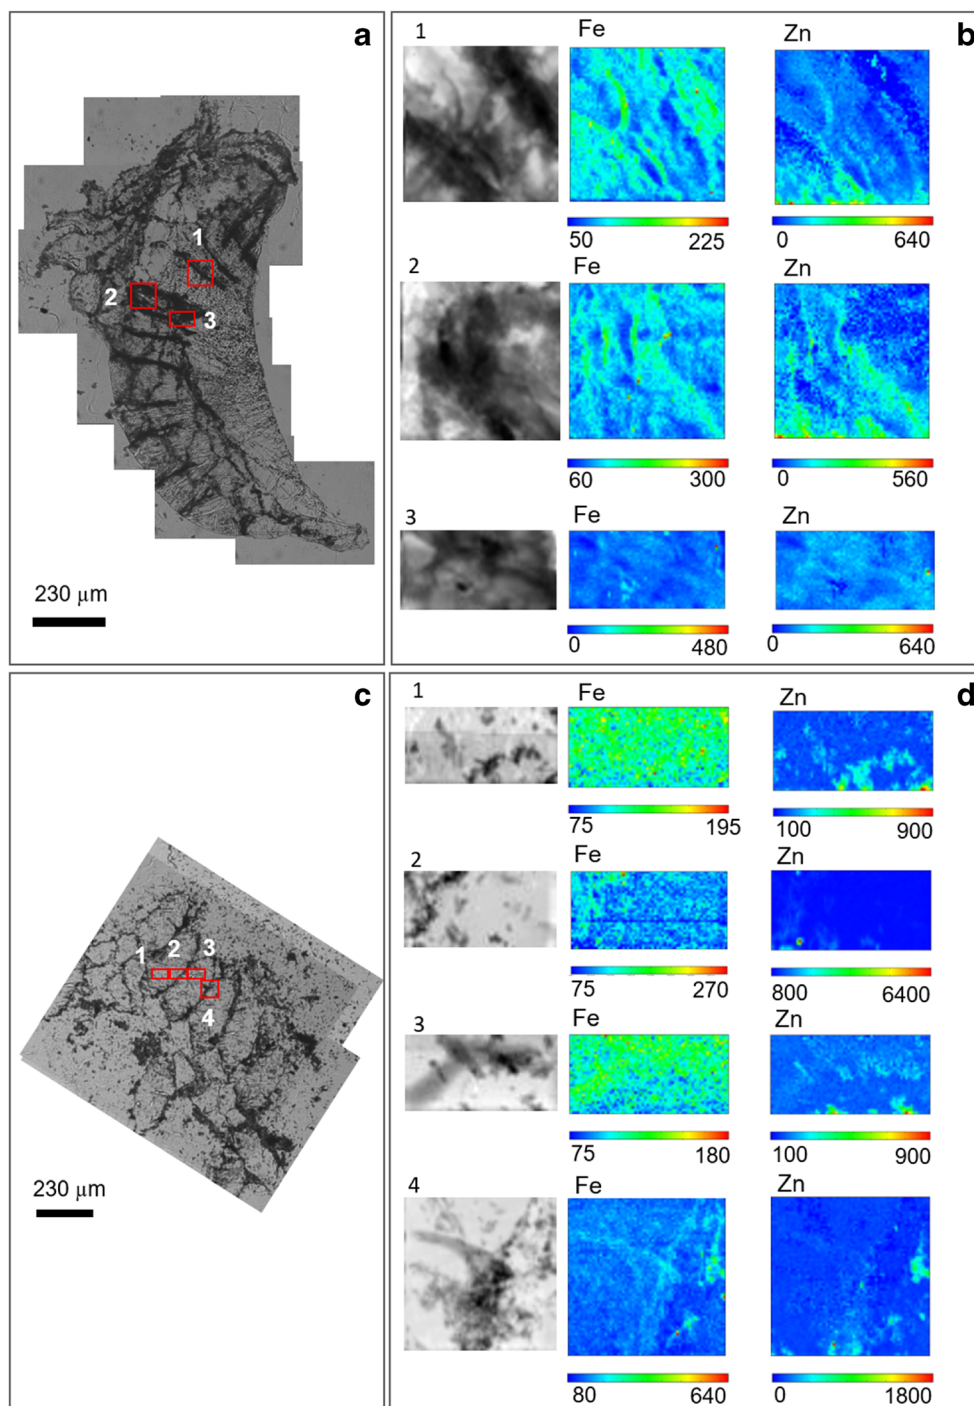 a
1
2
3
230 μm
b
1 Fe Zn
50 225 0 640
2 Fe Zn
60 300 0 560
3 Fe Zn
0 480 0 640
c
1 2 3
4
230 μm
d
1 Fe Zn
75 195 100 900
2 Fe Zn
75 270 800 6400
3 Fe Zn
75 180 100 900
4 Fe Zn
80 640 0 1800